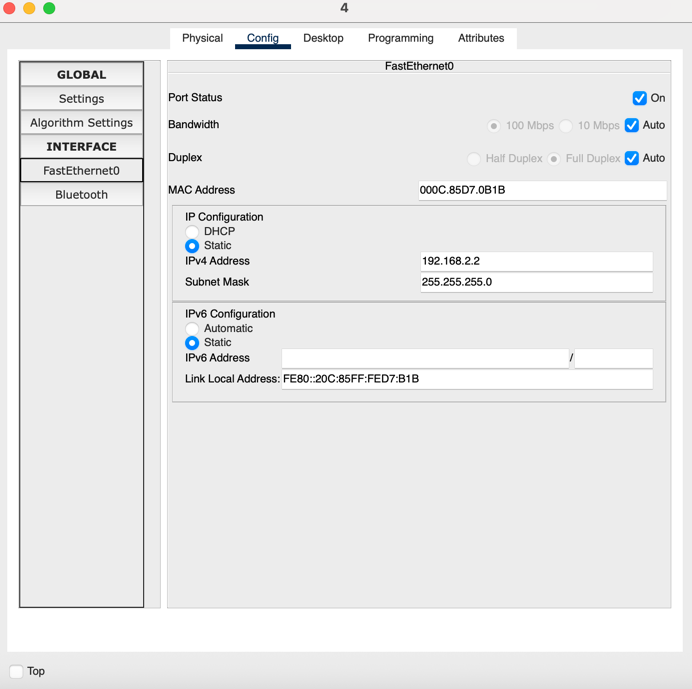 4
Physical Config Desktop Programming Attributes
GLOBAL
Settings
Algorithm Settings
INTERFACE
FastEthernet0
Bluetooth
FastEthernet0
Port Status On
Bandwidth 100 Mbps 10 Mbps Auto
Duplex Half Duplex Full Duplex Auto
MAC Address 000C.85D7.0B1B
IP Configuration
DHCP
Static
IPv4 Address 192.168.2.2
Subnet Mask 255.255.255.0
IPv6 Configuration
Automatic
Static
IPv6 Address /
Link Local Address: FE80::20C:85FF:FED7:B1B
Top